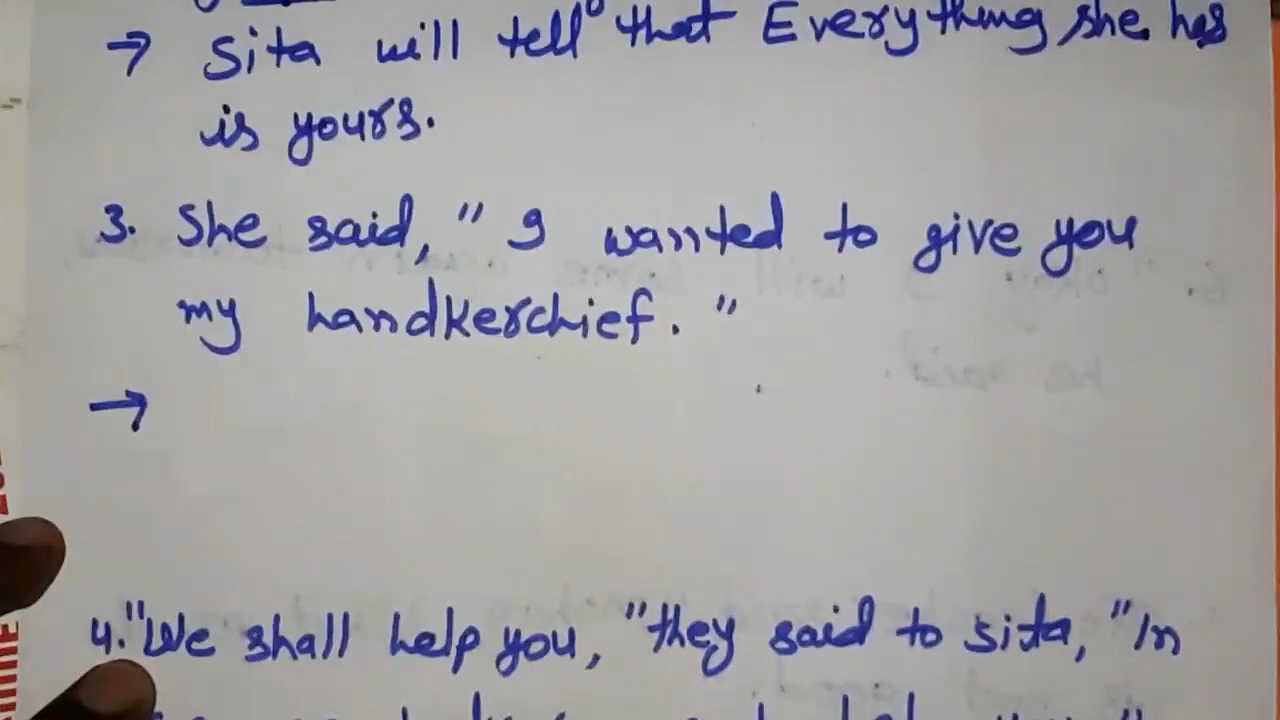 → Sita will tell that Everything she has
is yours.
3. She said, "I wanted to give you
my handkerchief."
→
4. "We shall help you, "they said to sita, "In